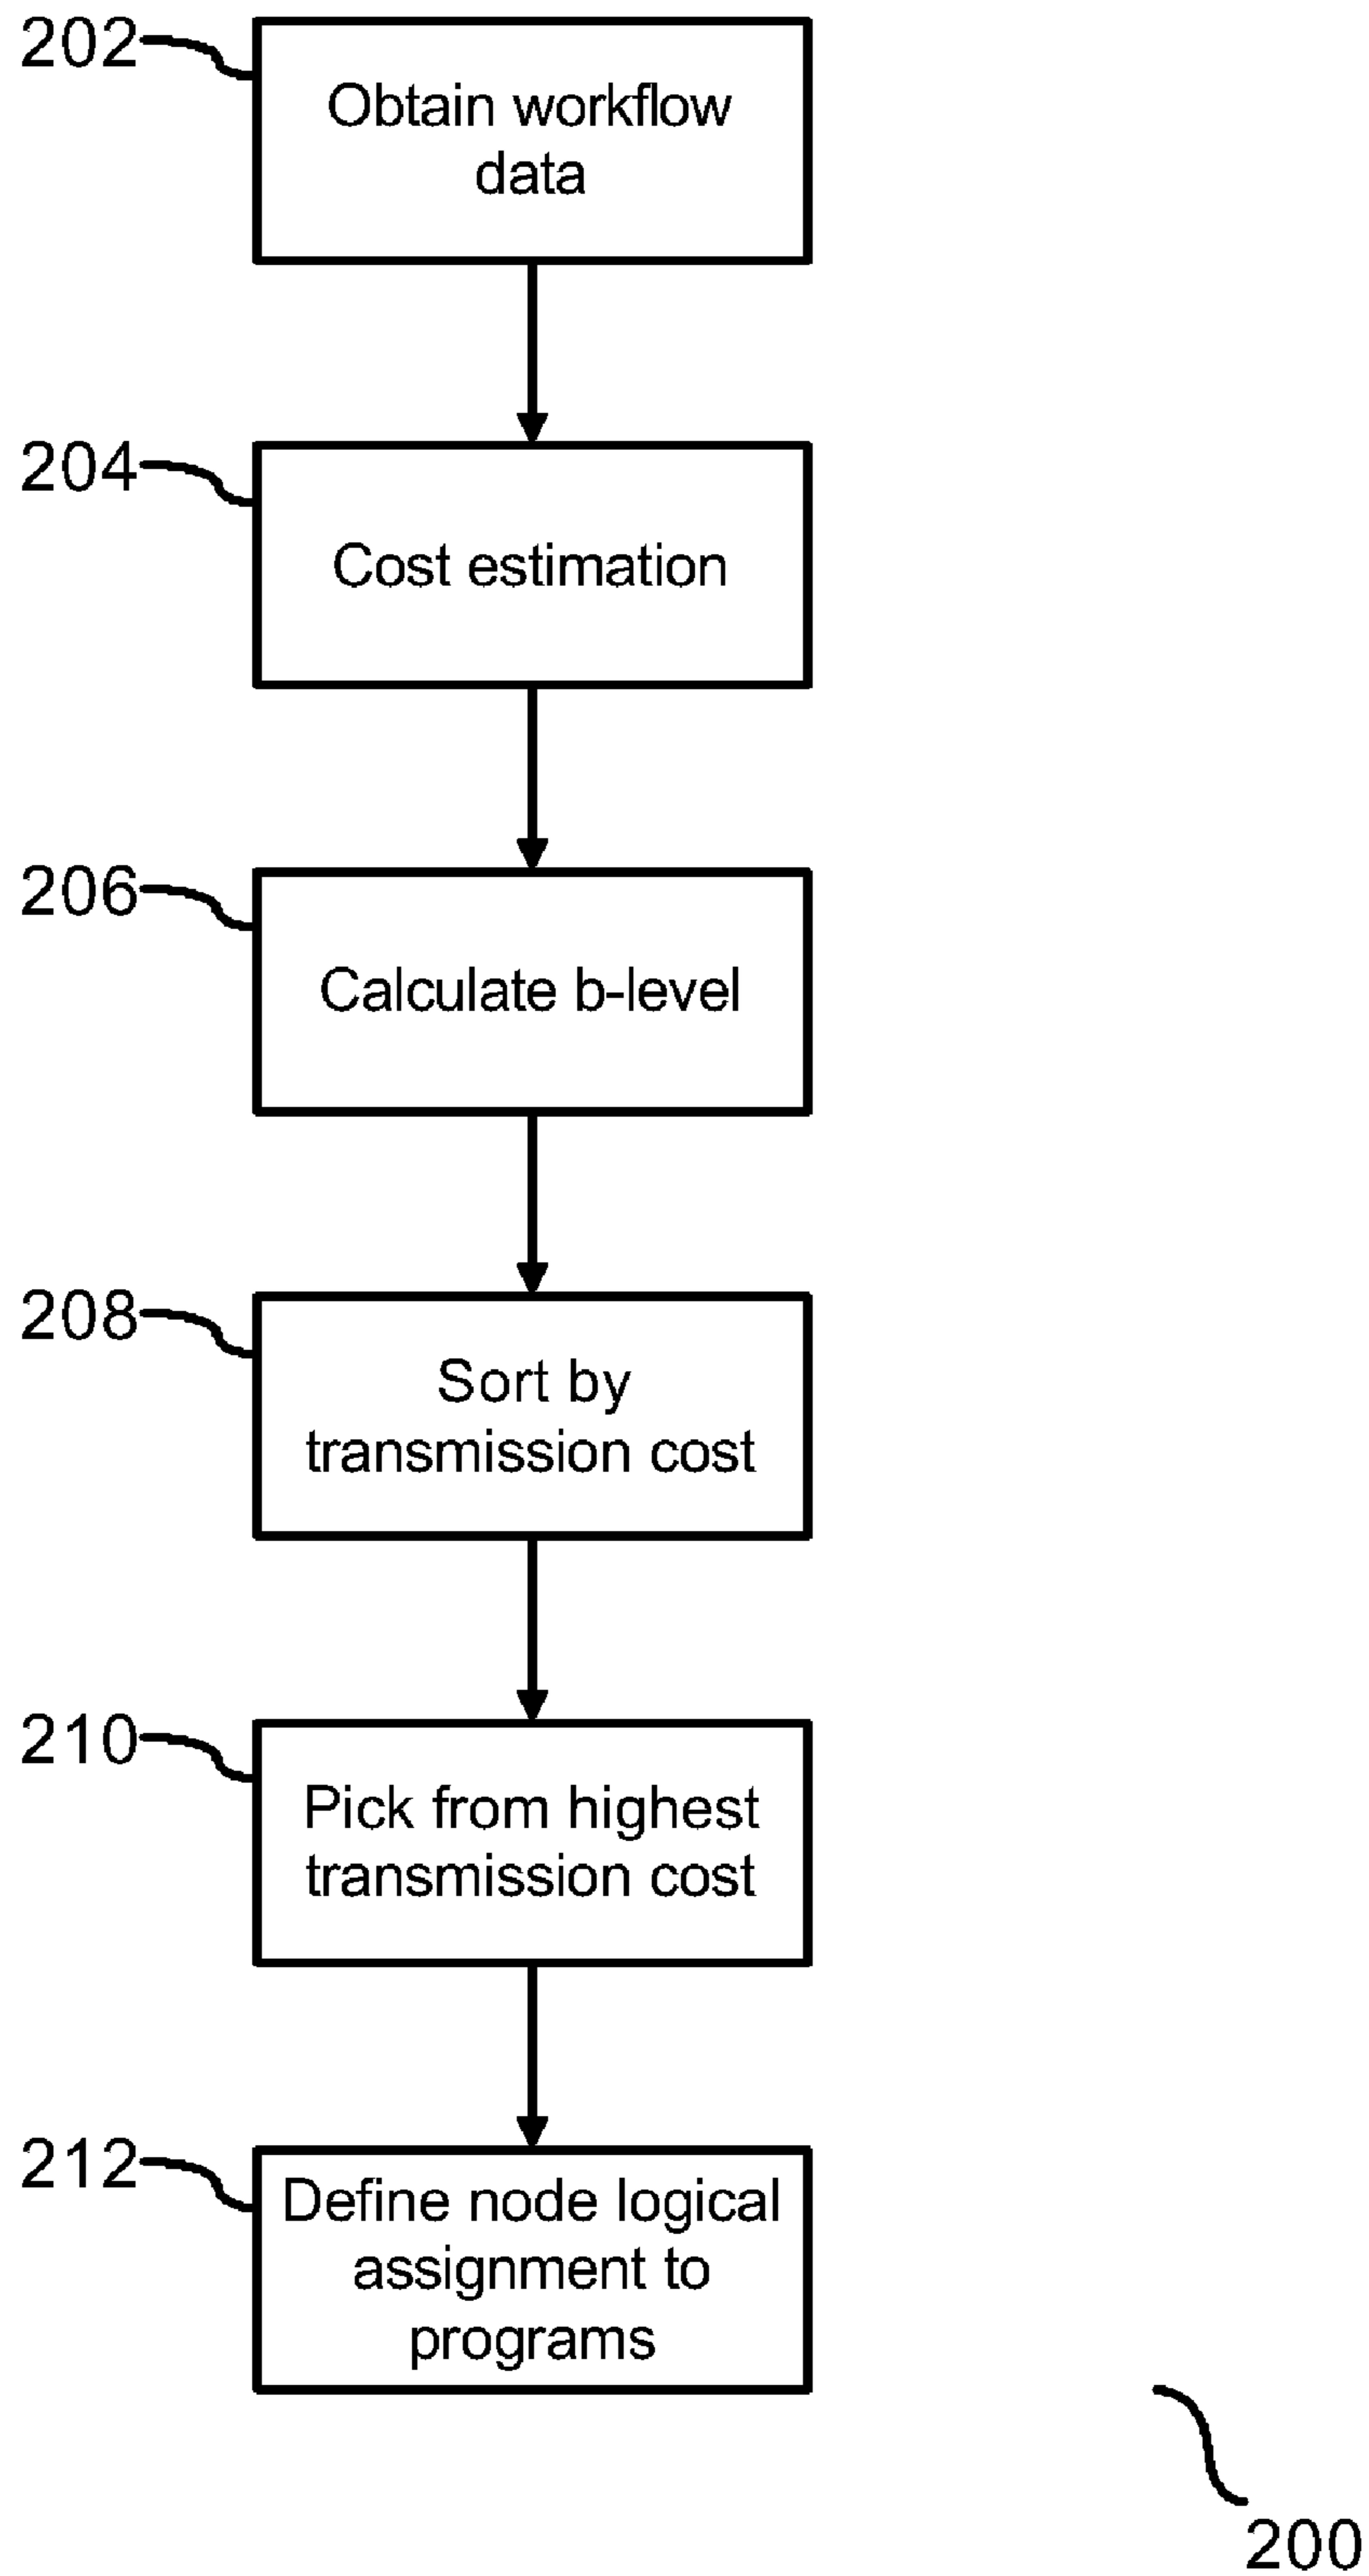 202
Obtain workflow
data
204
Cost estimation
206
Calculate b-level
208
Sort by
transmission cost
210
Pick from highest
transmission cost
212
Define node logical
assignment to
programs
200